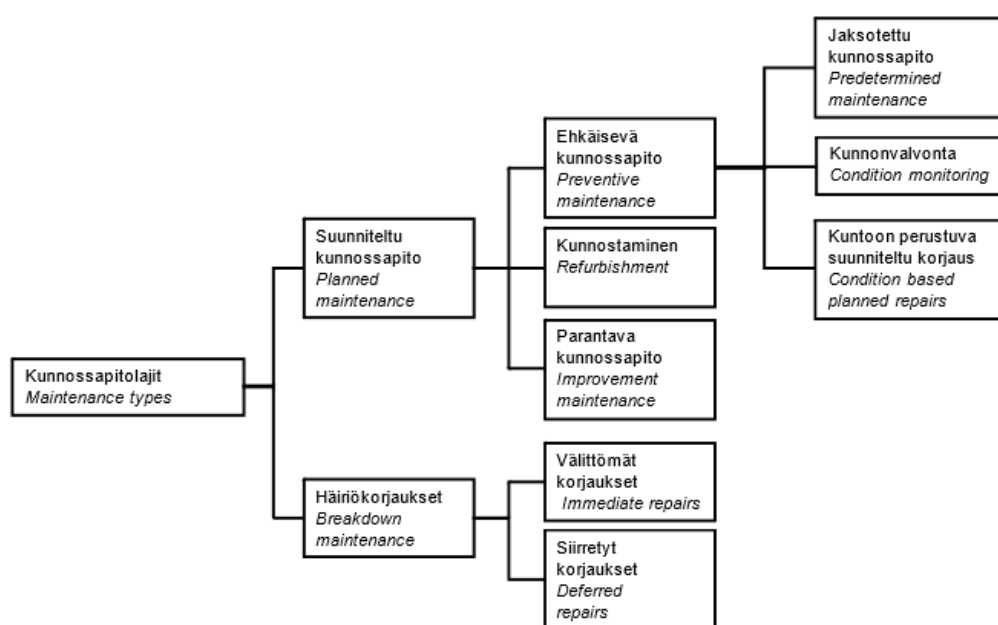 Kunnossapitolajit
Maintenance types
Suunniteltu
kunnossapito
Planned
maintenance
Häiriökorjaukset
Breakdown
maintenance
Ehkäisevä
kunnossapito
Preventive
maintenance
Kunnostaminen
Refurbishment
Parantava
kunnossapito
Improvement
maintenance
Välittömät
korjaukset
Immediate repairs
Siirretyt
korjaukset
Deferred
repairs
Jaksotettu
kunnossapito
Predetermined
maintenance
Kunnonvalvonta
Condition monitoring
Kuntoon perustuva
suunniteltu korjaus
Condition based
planned repairs